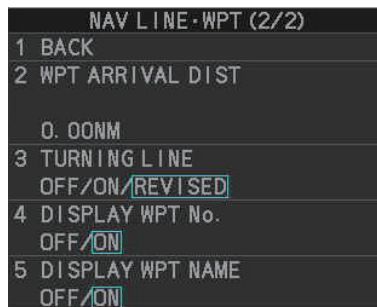 NAV LINE·WPT (2/2)
1 BACK
2 WPT ARRIVAL DIST
0.00NM
3 TURNING LINE
OFF/ON/REVISED
4 DISPLAY WPT No.
OFF/ON
5 DISPLAY WPT NAME
OFF/ON